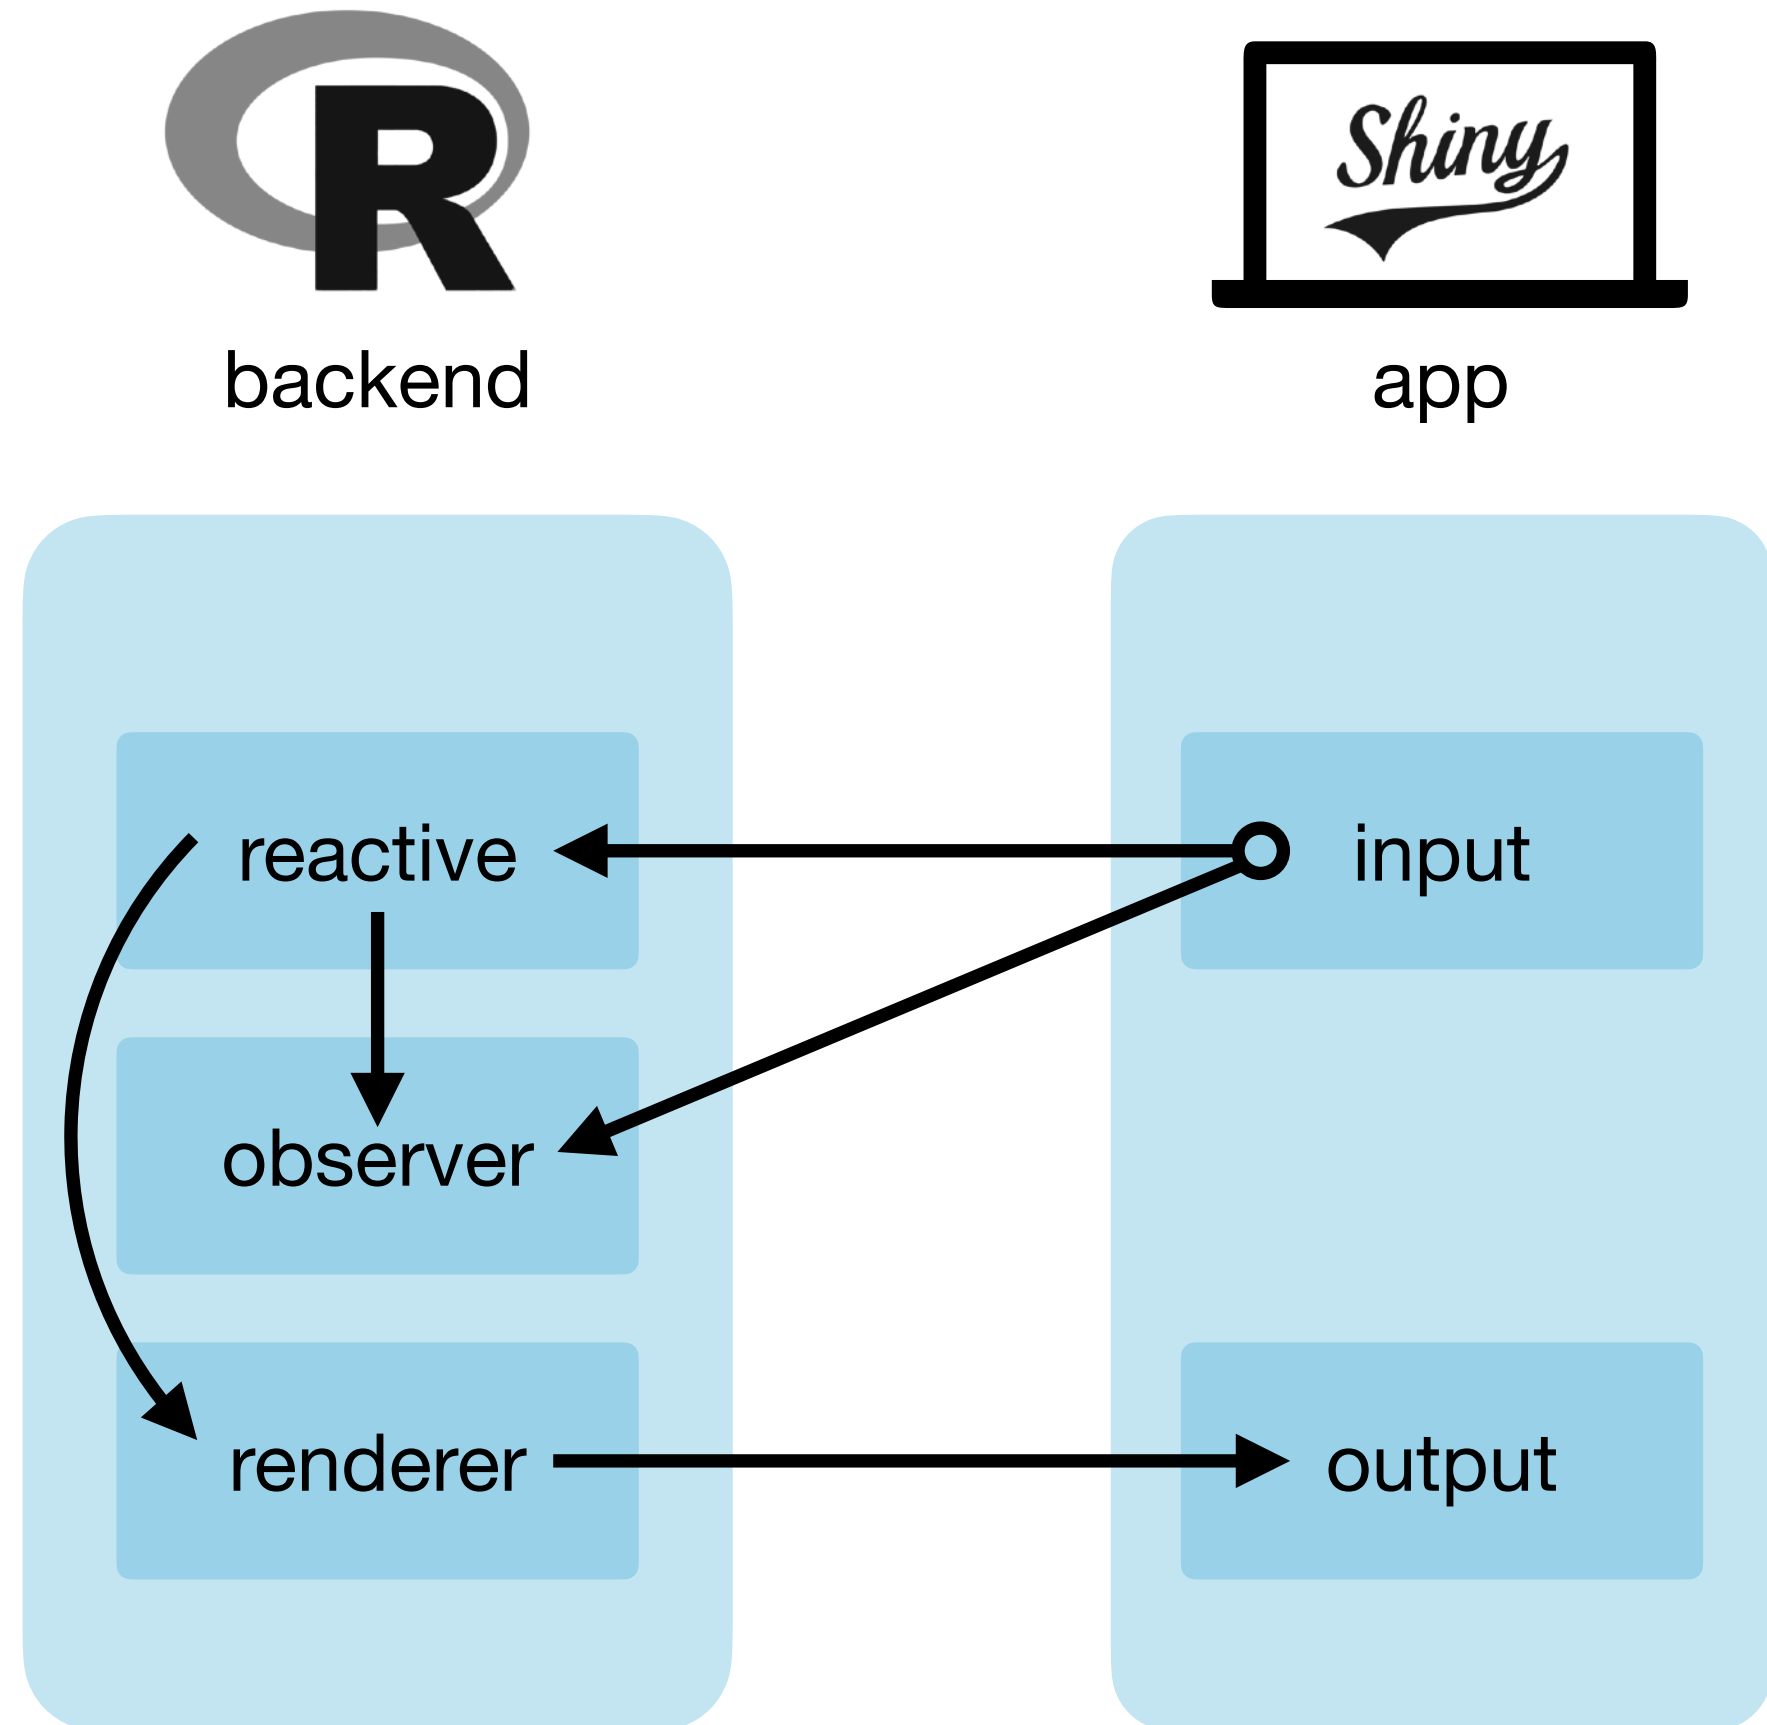 R
Shiny
backend
app
reactive
input
observer
renderer
output